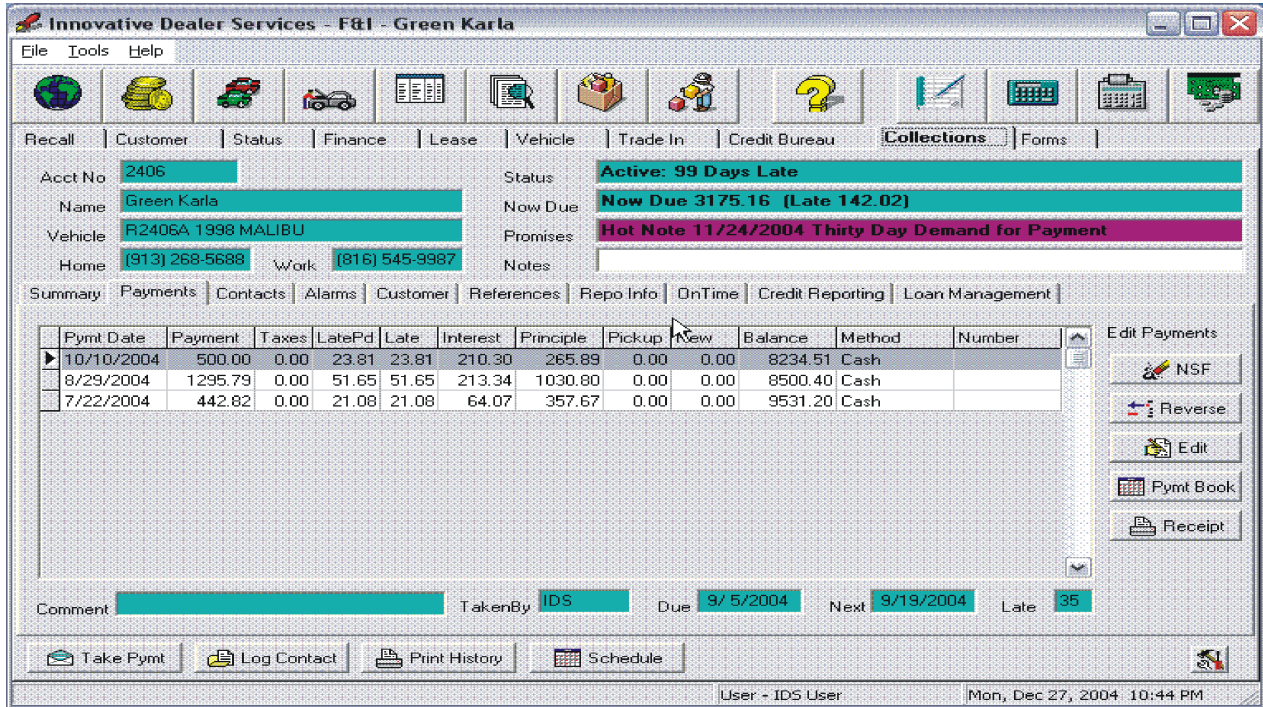 Innovative Dealer Services - F&I - Green Karla
File Tools Help
Recall Customer Status Finance Lease Vehicle Trade In Credit Bureau Collections Forms
Acct No 2406 Status Active: 99 Days Late
Name Green Karla Now Due Now Due 3175.16 (Late 142.02)
Vehicle R2406A 1998 MALIBU Promises Hot Note 11/24/2004 Thirty Day Demand for Payment
Home (913) 268-5688 Work (816) 545-9987 Notes
Summary Payments Contacts Alarms Customer References Repo Info OnTime Credit Reporting Loan Management
Pymt Date Payment Taxes LatePd Late Interest Principle Pickup New Balance Method Number Edit Payments
10/10/2004 500.00 0.00 23.81 23.81 210.30 265.89 0.00 0.00 8234.51 Cash
8/29/2004 1295.79 0.00 51.65 51.65 213.34 1030.80 0.00 0.00 8500.40 Cash
7/22/2004 442.82 0.00 21.08 21.08 64.07 357.67 0.00 0.00 9531.20 Cash
NSF
Reverse
Edit
Pymt Book
Receipt
Comment TakenBy IDS Due 9/ 5/2004 Next 9/19/2004 Late 35
Take Pymt Log Contact Print History Schedule
User - IDS User Mon, Dec 27, 2004 10:44 PM